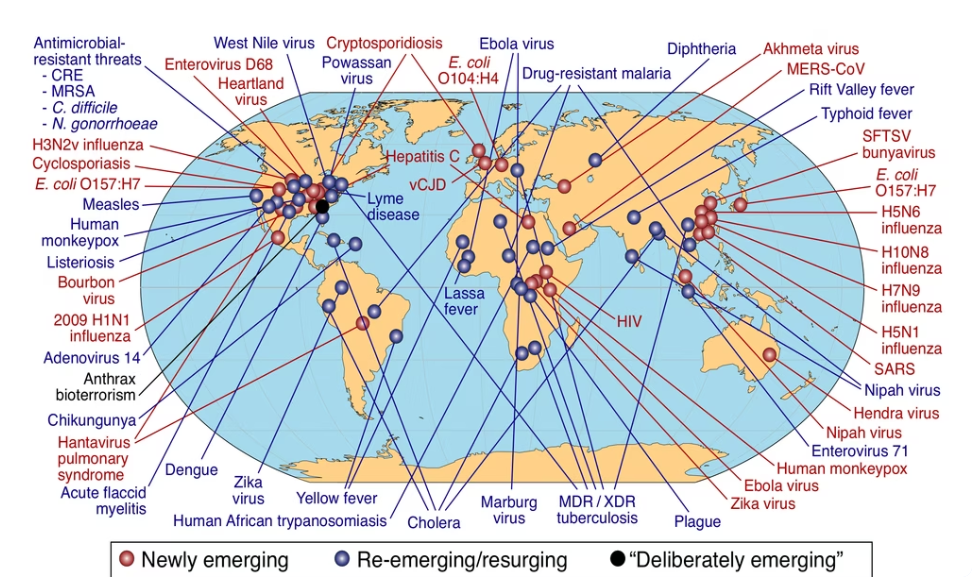 Antimicrobial-
resistant threats
- CRE
- MRSA
- C. difficile
- N. gonorrhoeae
West Nile virus
Enterovirus D68
Heartland
virus
Cryptosporidiosis
Powassan
virus
E. coli
O104:H4
Ebola virus
Drug-resistant malaria
Diphtheria
Akhmeta virus
MERS-CoV
Rift Valley fever
Typhoid fever
SFTSV
bunyavirus
E. coli
O157:H7
H5N6
influenza
H10N8
influenza
H7N9
influenza
H5N1
influenza
SARS
Nipah virus
Hendra virus
Nipah virus
Enterovirus 71
Human monkeypox
Ebola virus
Zika virus
H3N2v influenza
Cyclosporiasis
E. coli O157:H7
Measles
Human
monkeypox
Listeriosis
Bourbon
virus
2009 H1N1
influenza
Adenovirus 14
Anthrax
bioterrorism
Chikungunya
Hantavirus
pulmonary
syndrome
Acute flaccid
myelitis
Hepatitis C
vCJD
Lyme
disease
Lassa
fever
HIV
Dengue
Zika
virus
Yellow fever
Human African trypanosomiasis
Cholera
Marburg
virus
MDR / XDR
tuberculosis
Plague
Newly emerging
Re-emerging/resurging
“Deliberately emerging”